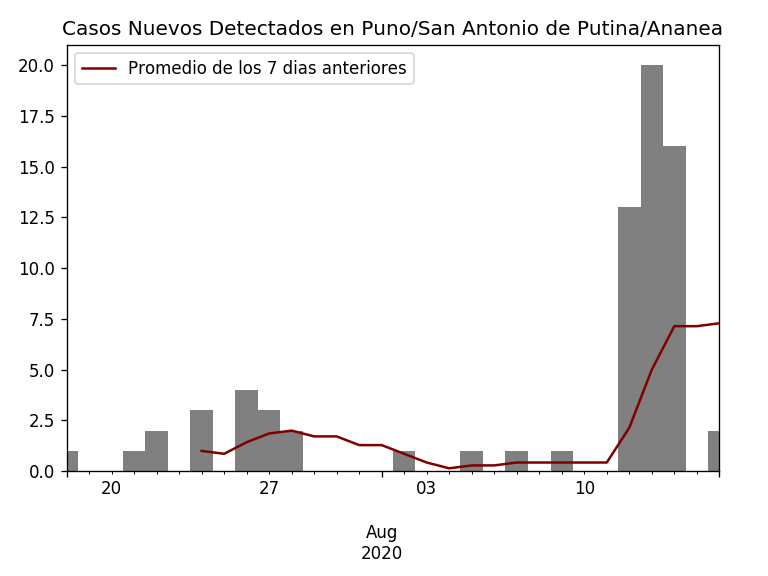 Casos Nuevos Detectados en Puno/San Antonio de Putina/Ananea
Promedio de los 7 dias anteriores
20.0
17.5
15.0
12.5
10.0
7.5
5.0
2.5
0.0
20 27 03 10
Aug
2020